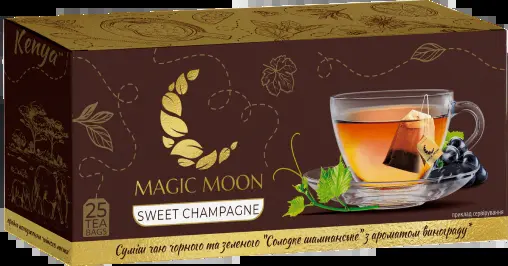 Kenya
MAGIC MOON
SWEET CHAMPAGNE
25
TEA
BAGS
приклад сервірування
Суміш чаю чорного та зеленого "Солодке шампанське" з ароматом винограду*